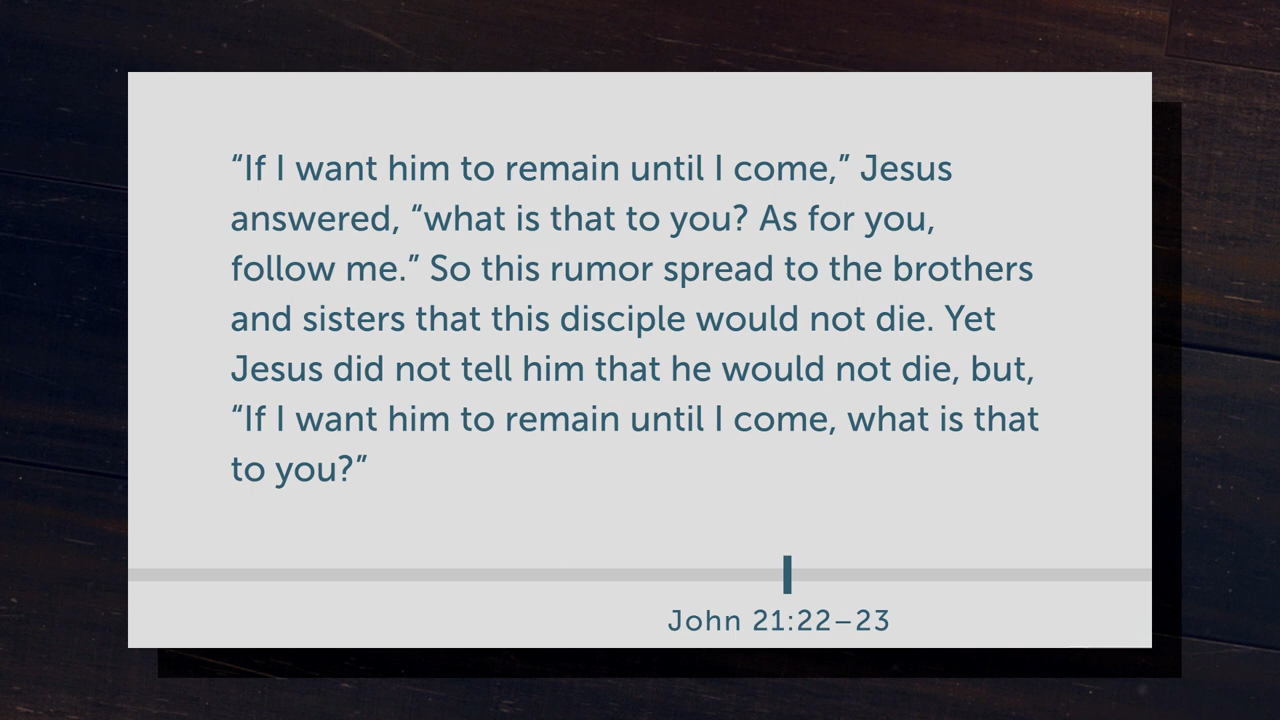 “If I want him to remain until I come,” Jesus
answered, “what is that to you? As for you,
follow me.” So this rumor spread to the brothers
and sisters that this disciple would not die. Yet
Jesus did not tell him that he would not die, but,
“If I want him to remain until I come, what is that
to you?”
John 21:22–23